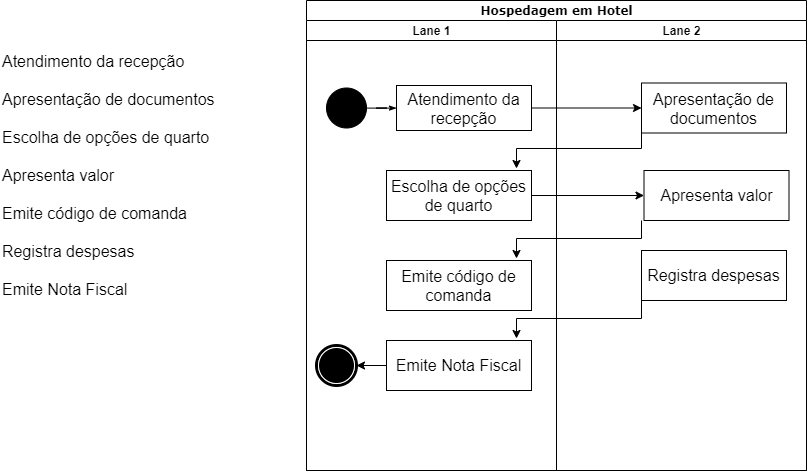 Hospedagem em Hotel
Lane 1
Lane 2
Atendimento da recepção
Apresentação de documentos
Escolha de opções de quarto
Apresenta valor
Emite código de comanda
Registra despesas
Emite Nota Fiscal
Atendimento da
recepção
Apresentação de
documentos
Escolha de opções
de quarto
Apresenta valor
Emite código de
comanda
Registra despesas
Emite Nota Fiscal